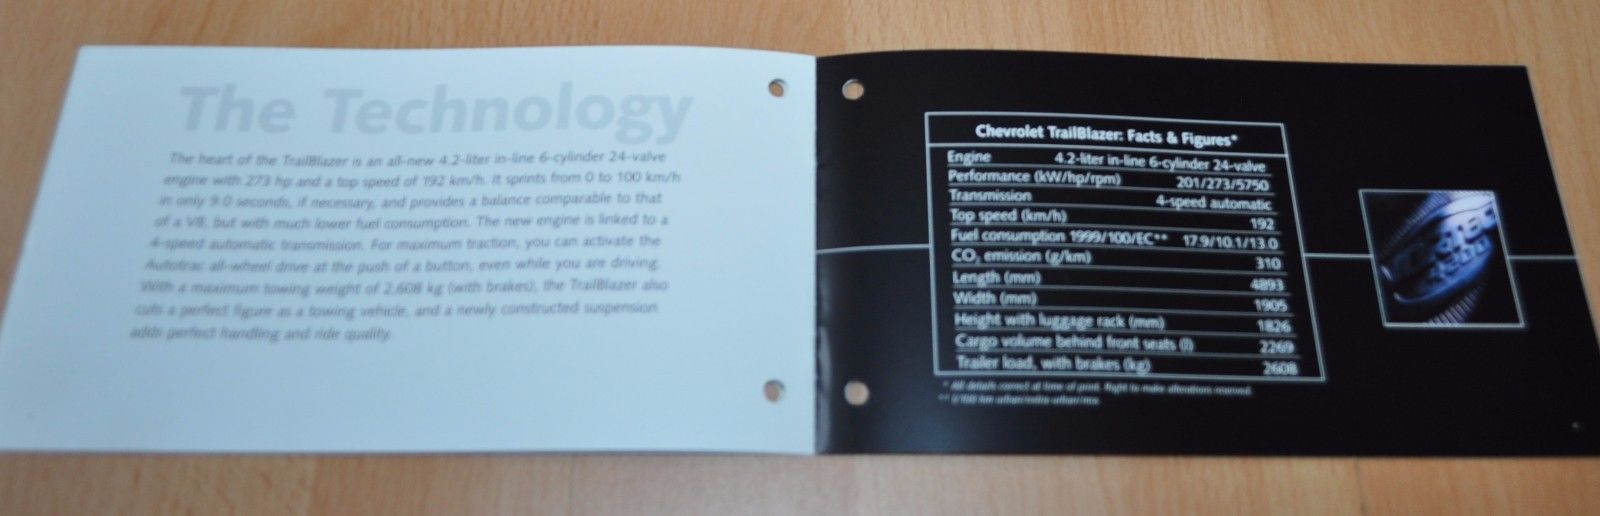 The Technology
The heart of the TrailBlazer is an all-new 4.2-liter in-line 6-cylinder 24-valve
engine with 273 hp and a top speed of 192 km/h. It sprints from 0 to 100 km/h
in only 9.0 seconds, if necessary, and provides a balance comparable to that
of a V8, but with much lower fuel consumption. The new engine is linked to a
4-speed automatic transmission. For maximum traction, you can activate the
Autotrac all-wheel drive at the push of a button, even while you are driving.
With a maximum towing weight of 2,608 kg (with brakes), the TrailBlazer also
cuts a perfect figure as a towing vehicle, and a newly constructed suspension
adds perfect handling and ride quality.
Chevrolet TrailBlazer: Facts & Figures*
Engine 4.2-liter in-line 6-cylinder 24-valve
Performance (kW/hp/rpm) 201/273/5750
Transmission 4-speed automatic
Top speed (km/h) 192
Fuel consumption 1999/100/EC** 17.9/10.1/13.0
CO₂ emission (g/km) 310
Length (mm) 4893
Width (mm) 1905
Height with luggage rack (mm) 1826
Cargo volume behind front seats (l) 2269
Trailer load, with brakes (kg) 2608
* All details correct at time of print. Right to make alterations reserved.
** l/100 km urban/extra-urban/mix